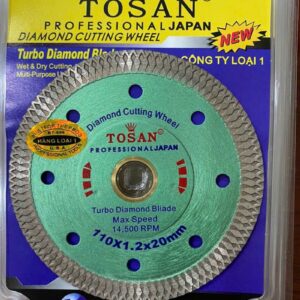 TOSAN®
PROFESSIONAL JAPAN
DIAMOND CUTTING WHEEL
NEW
Turbo Diamond Blade
Wet & Dry Cutting
Multi-Purpose
CÔNG TY LOẠI 1
Diamond Cutting Wheel
TOSAN®
PROFESSIONAL JAPAN
HÀNG LOẠI 1
U.S.A
Turbo Diamond Blade
Max Speed
14,500 RPM
110X1.2x20mm